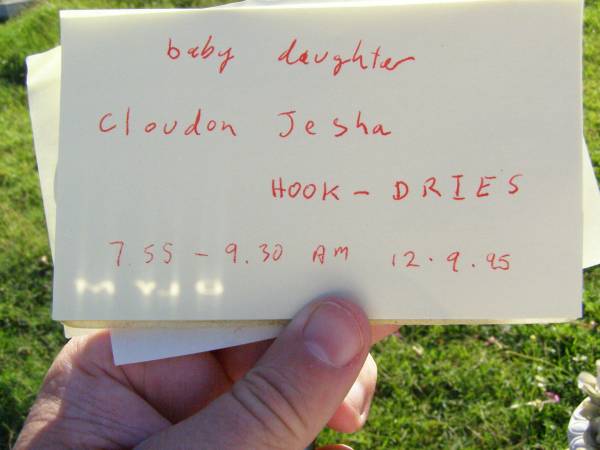 baby daughter
Cloudon Jesha
HOOK - DRIES
7.55 - 9.30 AM 12.9.95